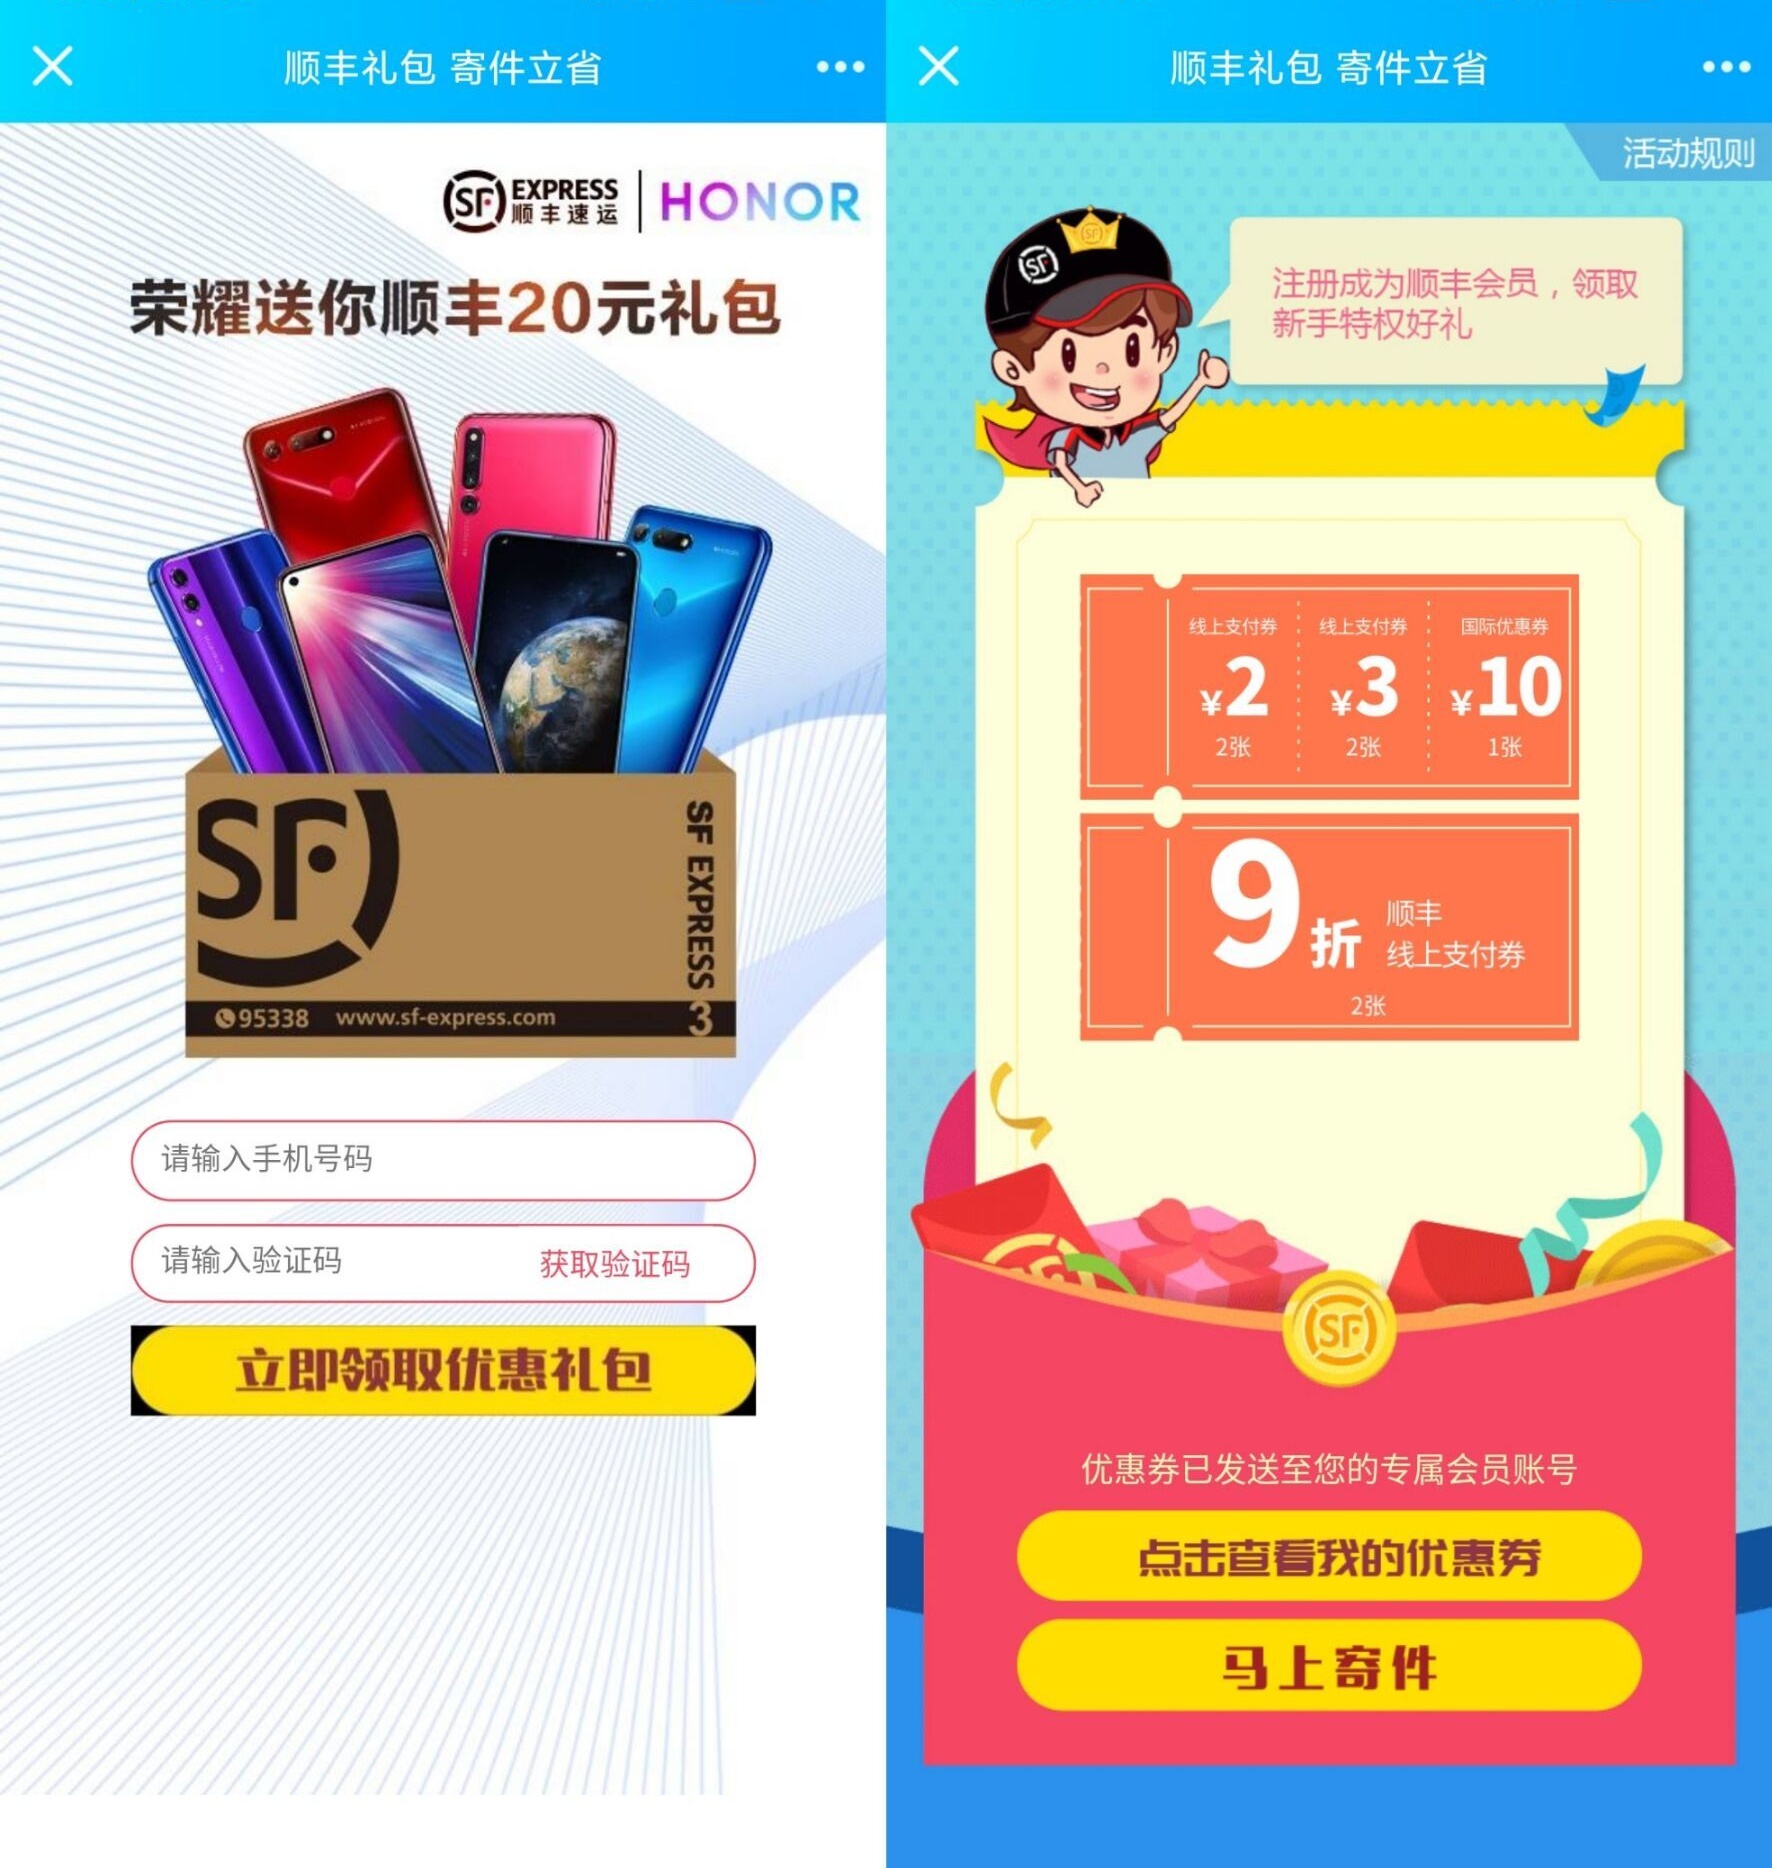 顺丰礼包 寄件立省
SF EXPRESS
顺丰速运
HONOR
荣耀送你顺丰20元礼包
SF
SF EXPRESS
3
95338 www.sf-express.com
请输入手机号码
请输入验证码 获取验证码
立即领取优惠礼包
顺丰礼包 寄件立省
活动规则
SF
SF
注册成为顺丰会员，领取
新手特权好礼
线上支付券 线上支付券 国际优惠券
¥2 ¥3 ¥10
2张 2张 1张
9折 顺丰
线上支付券
2张
SF
SF
优惠券已发送至您的专属会员账号
点击查看我的优惠券
马上寄件